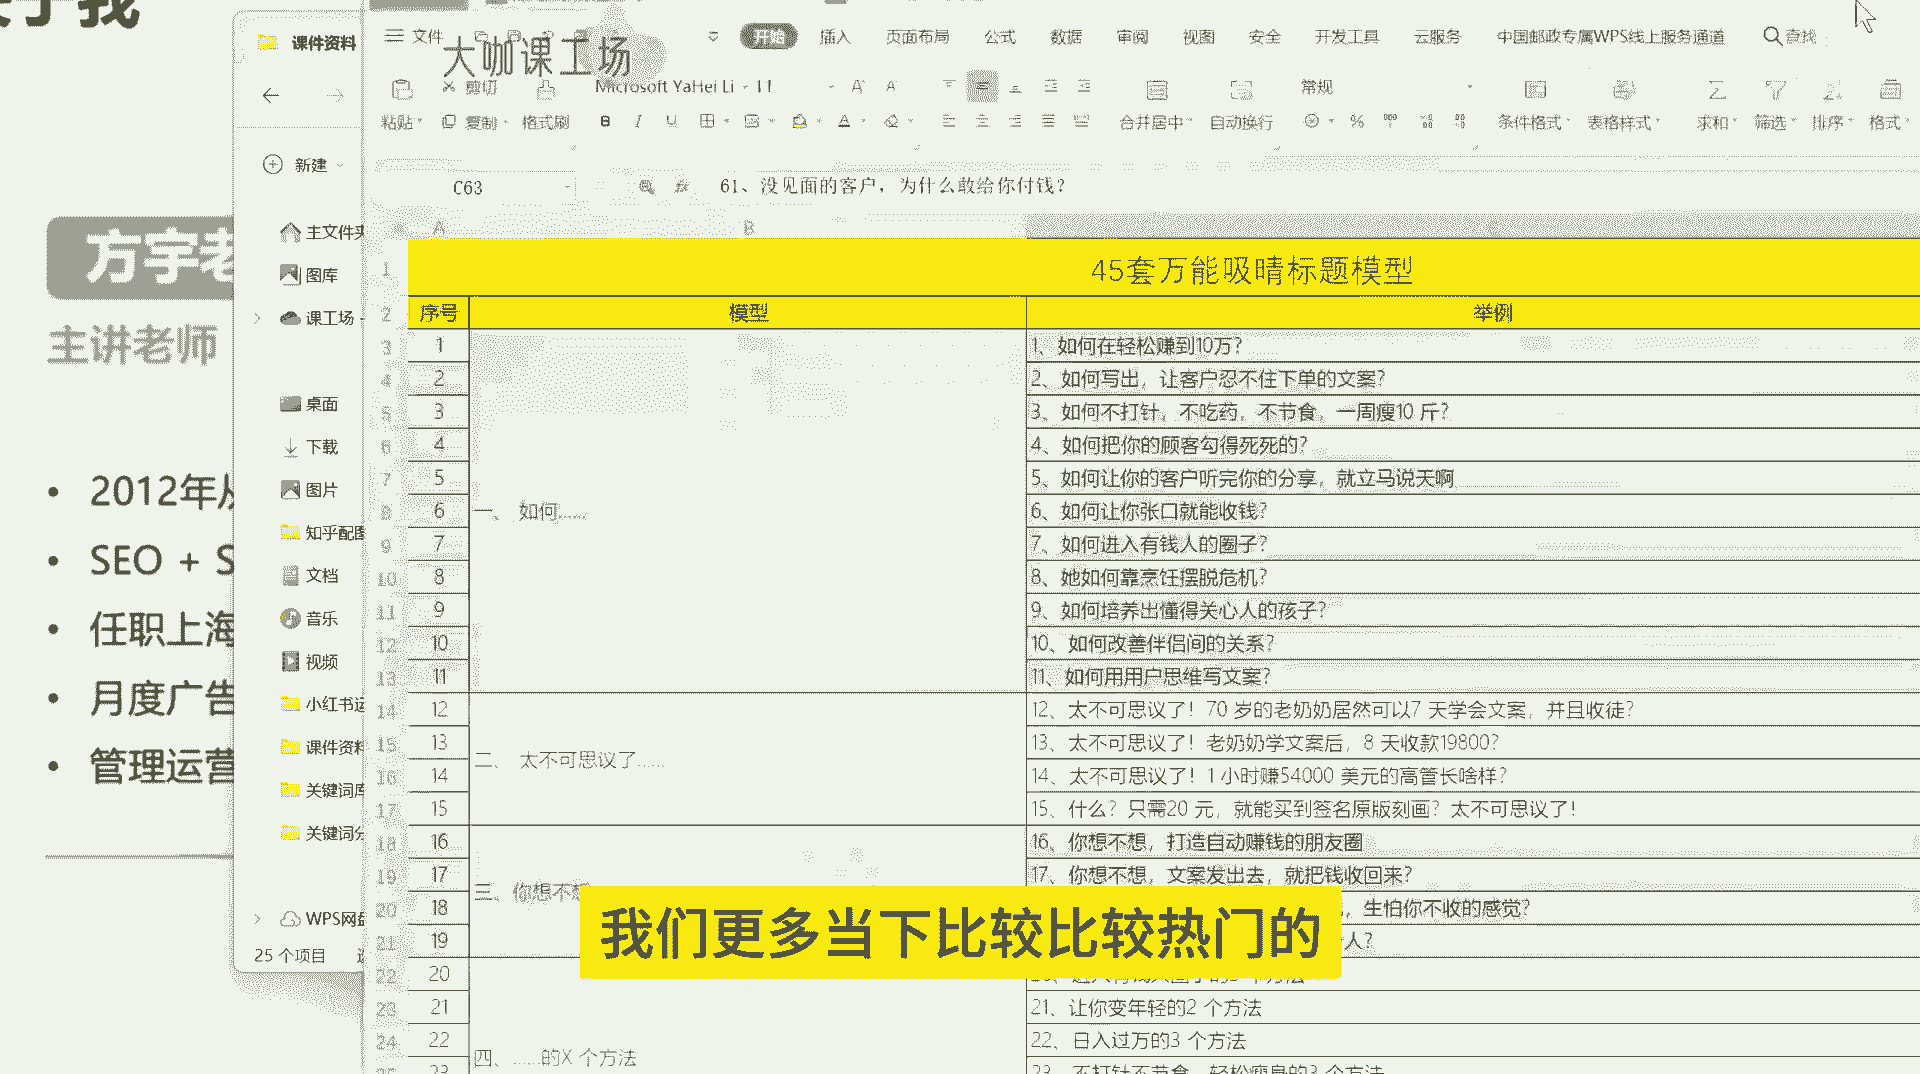 课件资料
文件
开始
插入
页面布局
公式
数据
审阅
视图
安全
开发工具
云服务
中国邮政专属WPS线上服务通道
查找
大咖课工场
剪切
Microsoft YaHei Li
11
常规
粘贴
复制
格式刷
B
I
U
A
合并居中
自动换行
%
条件格式
表格样式
求和
筛选
排序
格式
新建
C63
fx
61、没见面的客户，为什么敢给你付钱？
A
B
C
主文件夹
图库
课工场
桌面
下载
图片
知乎配图
文档
音乐
视频
课件资料
关键词库
25 个项目
方宇老
主讲老师
2012年
SEO + S
任职上海
月度广告
管理运营
1 45套万能吸晴标题模型
2 序号 模型 举例
3 1 1、如何在轻松赚到10万？
4 2 2、如何写出，让客户忍不住下单的文案？
5 3 3、如何不打针，不吃药，不节食，一周瘦10 斤？
6 4 4、如何把你的顾客勾得死死的？
7 5 5、如何让你的客户听完你的分享，就立马说天啊
8 6 一、 如何...... 6、如何让你张口就能收钱？
9 7 7、如何进入有钱人的圈子？
10 8 8、她如何靠烹饪摆脱危机？
11 9 9、如何培养出懂得关心人的孩子？
12 10 10、如何改善伴侣间的关系？
13 11 11、如何用用户思维写文案？
14 12 12、太不可思议了！70 岁的老奶奶居然可以7 天学会文案，并且收徒？
15 13 二、 太不可思议了...... 13、太不可思议了！老奶奶学文案后，8 天收款19800？
16 14 14、太不可思议了！1 小时赚54000 美元的高管长啥样？
17 15 15、什么？只需20 元，就能买到签名原版刻画？太不可思议了！
18 16 16、你想不想，打造自动赚钱的朋友圈
19 17 三、你想不想 17、你想不想，文案发出去，就把钱收回来？
20 18 ，生怕你不收的感觉？
21 19 人？
22 20
23 21 21、让你变年轻的2 个方法
24 22 四、......的X 个方法 22、日入过万的3 个方法
我们更多当下比较比较热门的